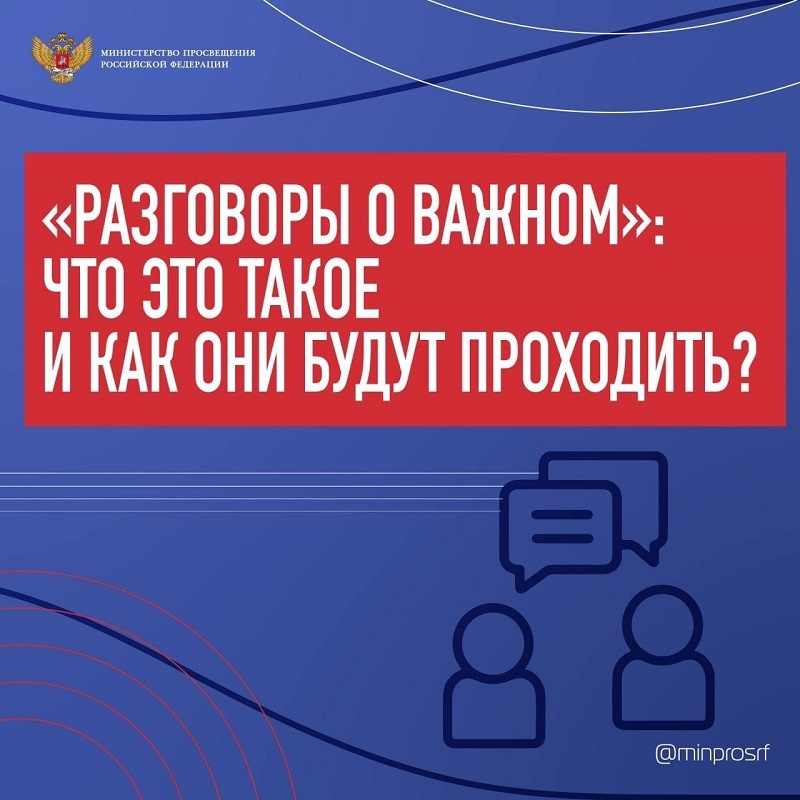 МИНИСТЕРСТВО ПРОСВЕЩЕНИЯ
РОССИЙСКОЙ ФЕДЕРАЦИИ
«РАЗГОВОРЫ О ВАЖНОМ»:
ЧТО ЭТО ТАКОЕ
И КАК ОНИ БУДУТ ПРОХОДИТЬ?
@minprosrf